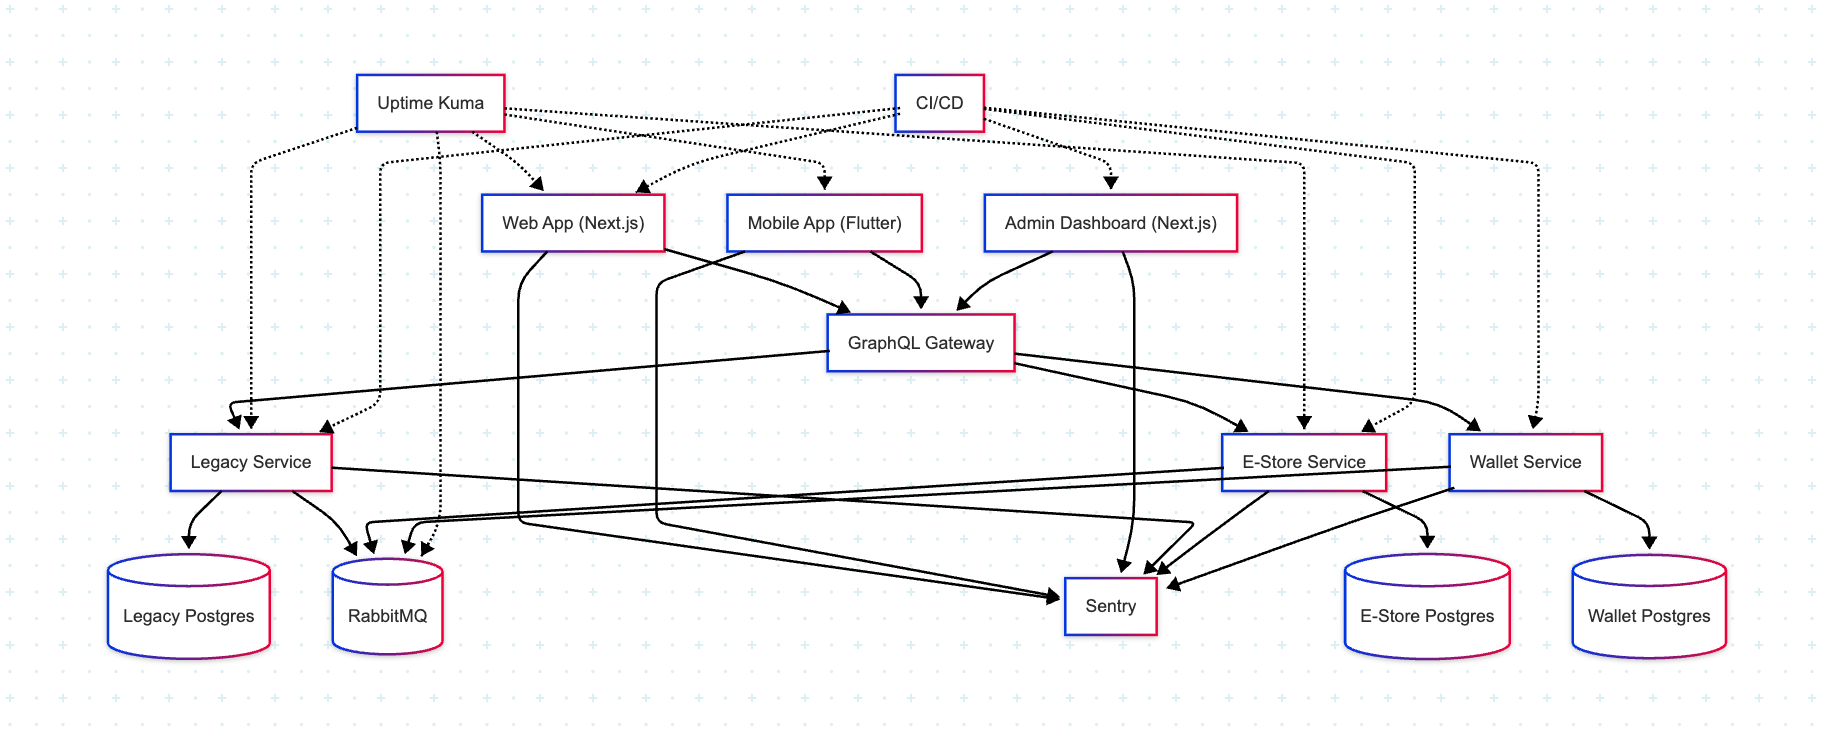 Uptime Kuma
CI/CD
Web App (Next.js)
Mobile App (Flutter)
Admin Dashboard (Next.js)
GraphQL Gateway
Legacy Service
E-Store Service
Wallet Service
Legacy Postgres
RabbitMQ
Sentry
E-Store Postgres
Wallet Postgres